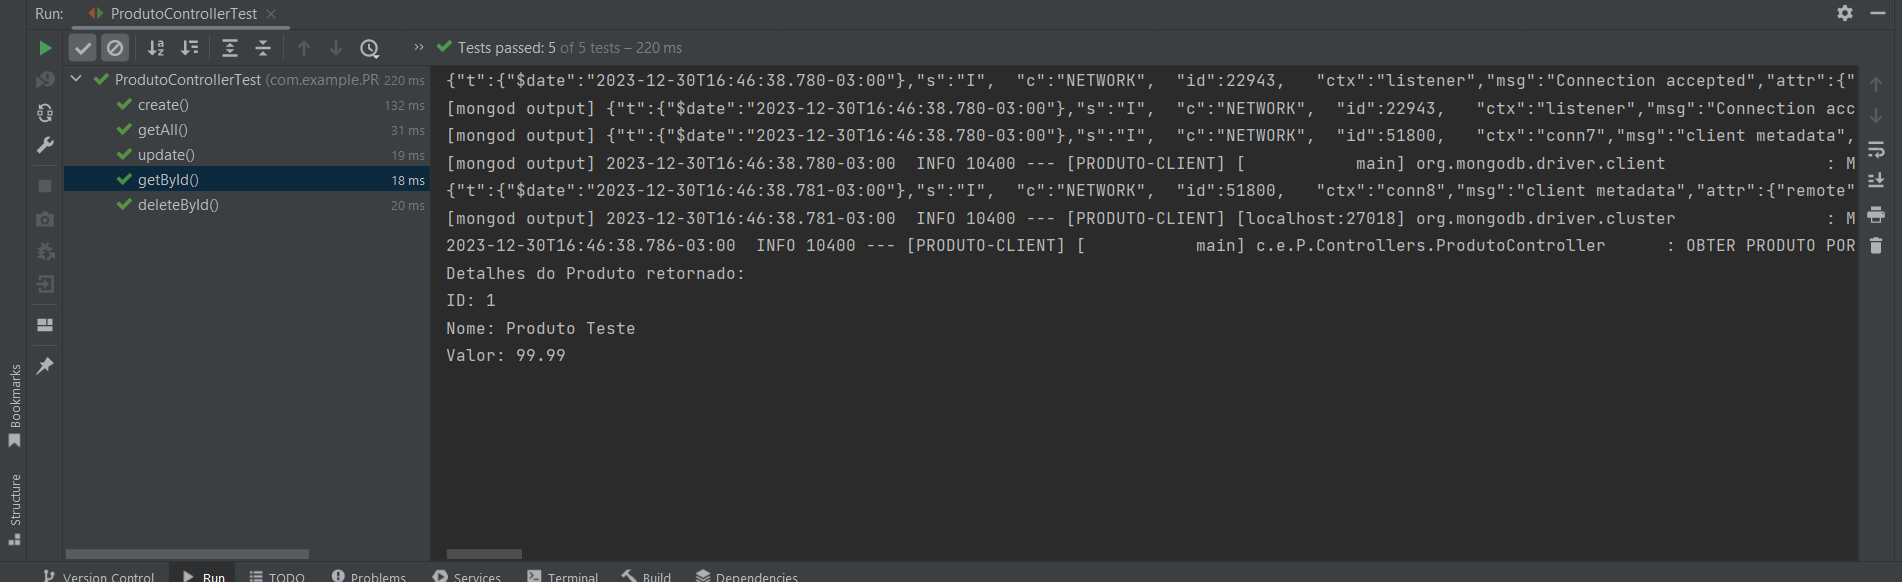 Run: ProdutoControllerTest
Tests passed: 5 of 5 tests – 220 ms
ProdutoControllerTest (com.example.PR 220 ms
create() 132 ms
getAll() 31 ms
update() 19 ms
getById() 18 ms
deleteById() 20 ms
{"t":{"$date":"2023-12-30T16:46:38.780-03:00"},"s":"I", "c":"NETWORK", "id":22943, "ctx":"listener","msg":"Connection accepted","attr":{"
[mongod output] {"t":{"$date":"2023-12-30T16:46:38.780-03:00"},"s":"I", "c":"NETWORK", "id":22943, "ctx":"listener","msg":"Connection acc
[mongod output] {"t":{"$date":"2023-12-30T16:46:38.780-03:00"},"s":"I", "c":"NETWORK", "id":51800, "ctx":"conn7","msg":"client metadata",
[mongod output] 2023-12-30T16:46:38.780-03:00 INFO 10400 --- [PRODUTO-CLIENT] [ main] org.mongodb.driver.client : M
{"t":{"$date":"2023-12-30T16:46:38.781-03:00"},"s":"I", "c":"NETWORK", "id":51800, "ctx":"conn8","msg":"client metadata","attr":{"remote"
[mongod output] 2023-12-30T16:46:38.781-03:00 INFO 10400 --- [PRODUTO-CLIENT] [localhost:27018] org.mongodb.driver.cluster : M
2023-12-30T16:46:38.786-03:00 INFO 10400 --- [PRODUTO-CLIENT] [ main] c.e.P.Controllers.ProdutoController : OBTER PRODUTO POR
Detalhes do Produto retornado:
ID: 1
Nome: Produto Teste
Valor: 99.99
Bookmarks
Structure
Version Control Run TODO Problems Services Terminal Build Dependencies